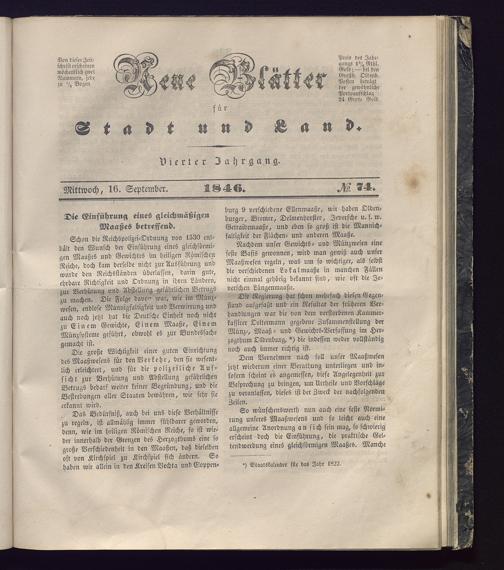 Von dieser Zeit-
schrift erscheinen
wöchentlich zwei
Nummern, jede
zu ½ Bogen
Neue Blätter
Preis des Jahr-
gangs 1½ Rthl.
Gold; — bei den
Großh. Oldenb.
Posten beträgt
der gewöhnliche
Portoaufschlag
24 Grote Gold.
für
Stadt und Land.
Vierter Jahrgang.
Mittwoch, 16. September. 1846. № 74.
Die Einführung eines gleichmäßigen
Maaßes betreffend.
Schon die Reichspolizei-Ordnung von 1530 ent-
hält den Wunsch der Einführung eines gleichförmi-
gen Maaßes und Gewichts im heiligen Römischen
Reiche, doch kam derselbe nicht zur Ausführung und
wurde den Reichsständen überlassen, darin gute,
ehrbare Richtigkeit und Ordnung in ihren Ländern,
zur Verhütung und Abstellung gefährlichen Betrugs
zu machen. Die Folge davon war, wie im Münz-
wesen, endlose Mannigfaltigkeit und Verwirrung und
auch noch jetzt hat die Deutsche Einheit noch nicht
zu Einem Gewichte, Einem Maaße, Einem
Münzfuße geführt, obwohl es zur Bundessache
gemacht ist.
Die große Wichtigkeit einer guten Einrichtung
des Maaßwesens für den Verkehr, den sie wesent-
lich erleichtert, und für die polizeiliche Auf-
sicht zur Verhütung und Abstellung gefährlichen
Betrugs bedarf weiter keiner Begründung, und die
Bestrebungen aller Staaten bewähren, wie sehr sie
erkannt wird.
Das Bedürfniß, auch bei uns diese Verhältnisse
zu regeln, ist allmälig immer fühlbarer geworden,
denn, wie im heiligen Römischen Reiche, so ist wie-
der innerhalb der Grenzen des Herzogthums eine so
große Verschiedenheit in den Maaßen, daß dieselben
oft von Kirchspiel zu Kirchspiel sich ändern. So
haben wir allein in den Kreisen Vechta und Cloppen-
burg 9 verschiedene Ellenmaaße, wir haben Olden-
burger, Bremer, Delmenhorster, Jeversche u. s. w.
Getraidemaaße, und eben so groß ist die Mannich-
faltigkeit der Flächen- und anderen Maaße.
Nachdem unser Gewichts- und Münzwesen eine
feste Basis gewonnen, wird man gewiß auch unser
Maaßwesen regeln, was um so wichtiger, als selbst
die verschiedenen Lokalmaaße in manchen Fällen
nicht einmal gehörig bekannt sind, wie oft die Je-
verschen Längenmaaße.
Die Regierung hat schon mehrfach diesen Gegen-
stand aufgefaßt und ein Resultat der früheren Ver-
handlungen war die von dem verstorbenen Kammer-
kassirer Oltermann gegebene Zusammenstellung der
Münz-, Maaß- und Gewichts-Verfassung im Her-
zogthum Oldenburg, *) die indessen weder vollständig
noch auch immer richtig ist.
Dem Vernehmen nach soll unser Maaßwesen
jetzt wiederum einer Berathung unterliegen und in-
sofern scheint es angemessen, diese Angelegenheit zur
Besprechung zu bringen, um Urtheile und Vorschläge
zu veranlassen, dieses ist der Zweck der nachfolgenden
Zeilen.
So wünschenswerth nun auch eine feste Normi-
rung unseres Maaßwesens und so leicht auch eine
allgemeine Anordnung an sich sein mag, so schwierig
erscheint doch die Einführung, die praktische Gel-
tendwerdung eines gleichförmigen Maaßes. Manche
*) Staatskalender für das Jahr 1822.